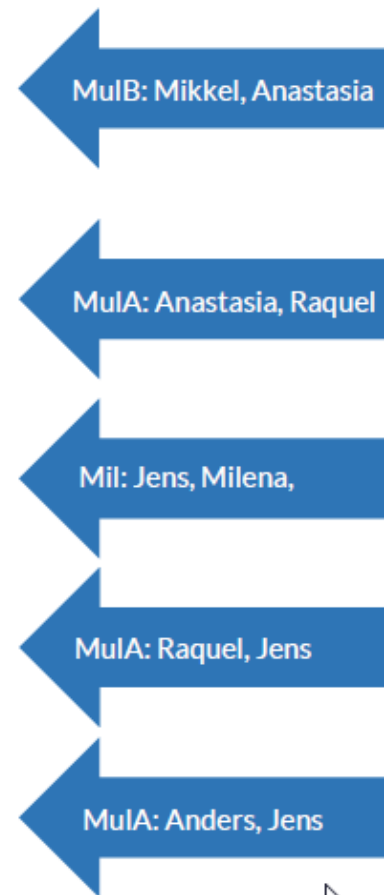 MulB: Mikkel, Anastasia
MulA: Anastasia, Raquel
Mil: Jens, Milena,
MulA: Raquel, Jens
MulA: Anders, Jens